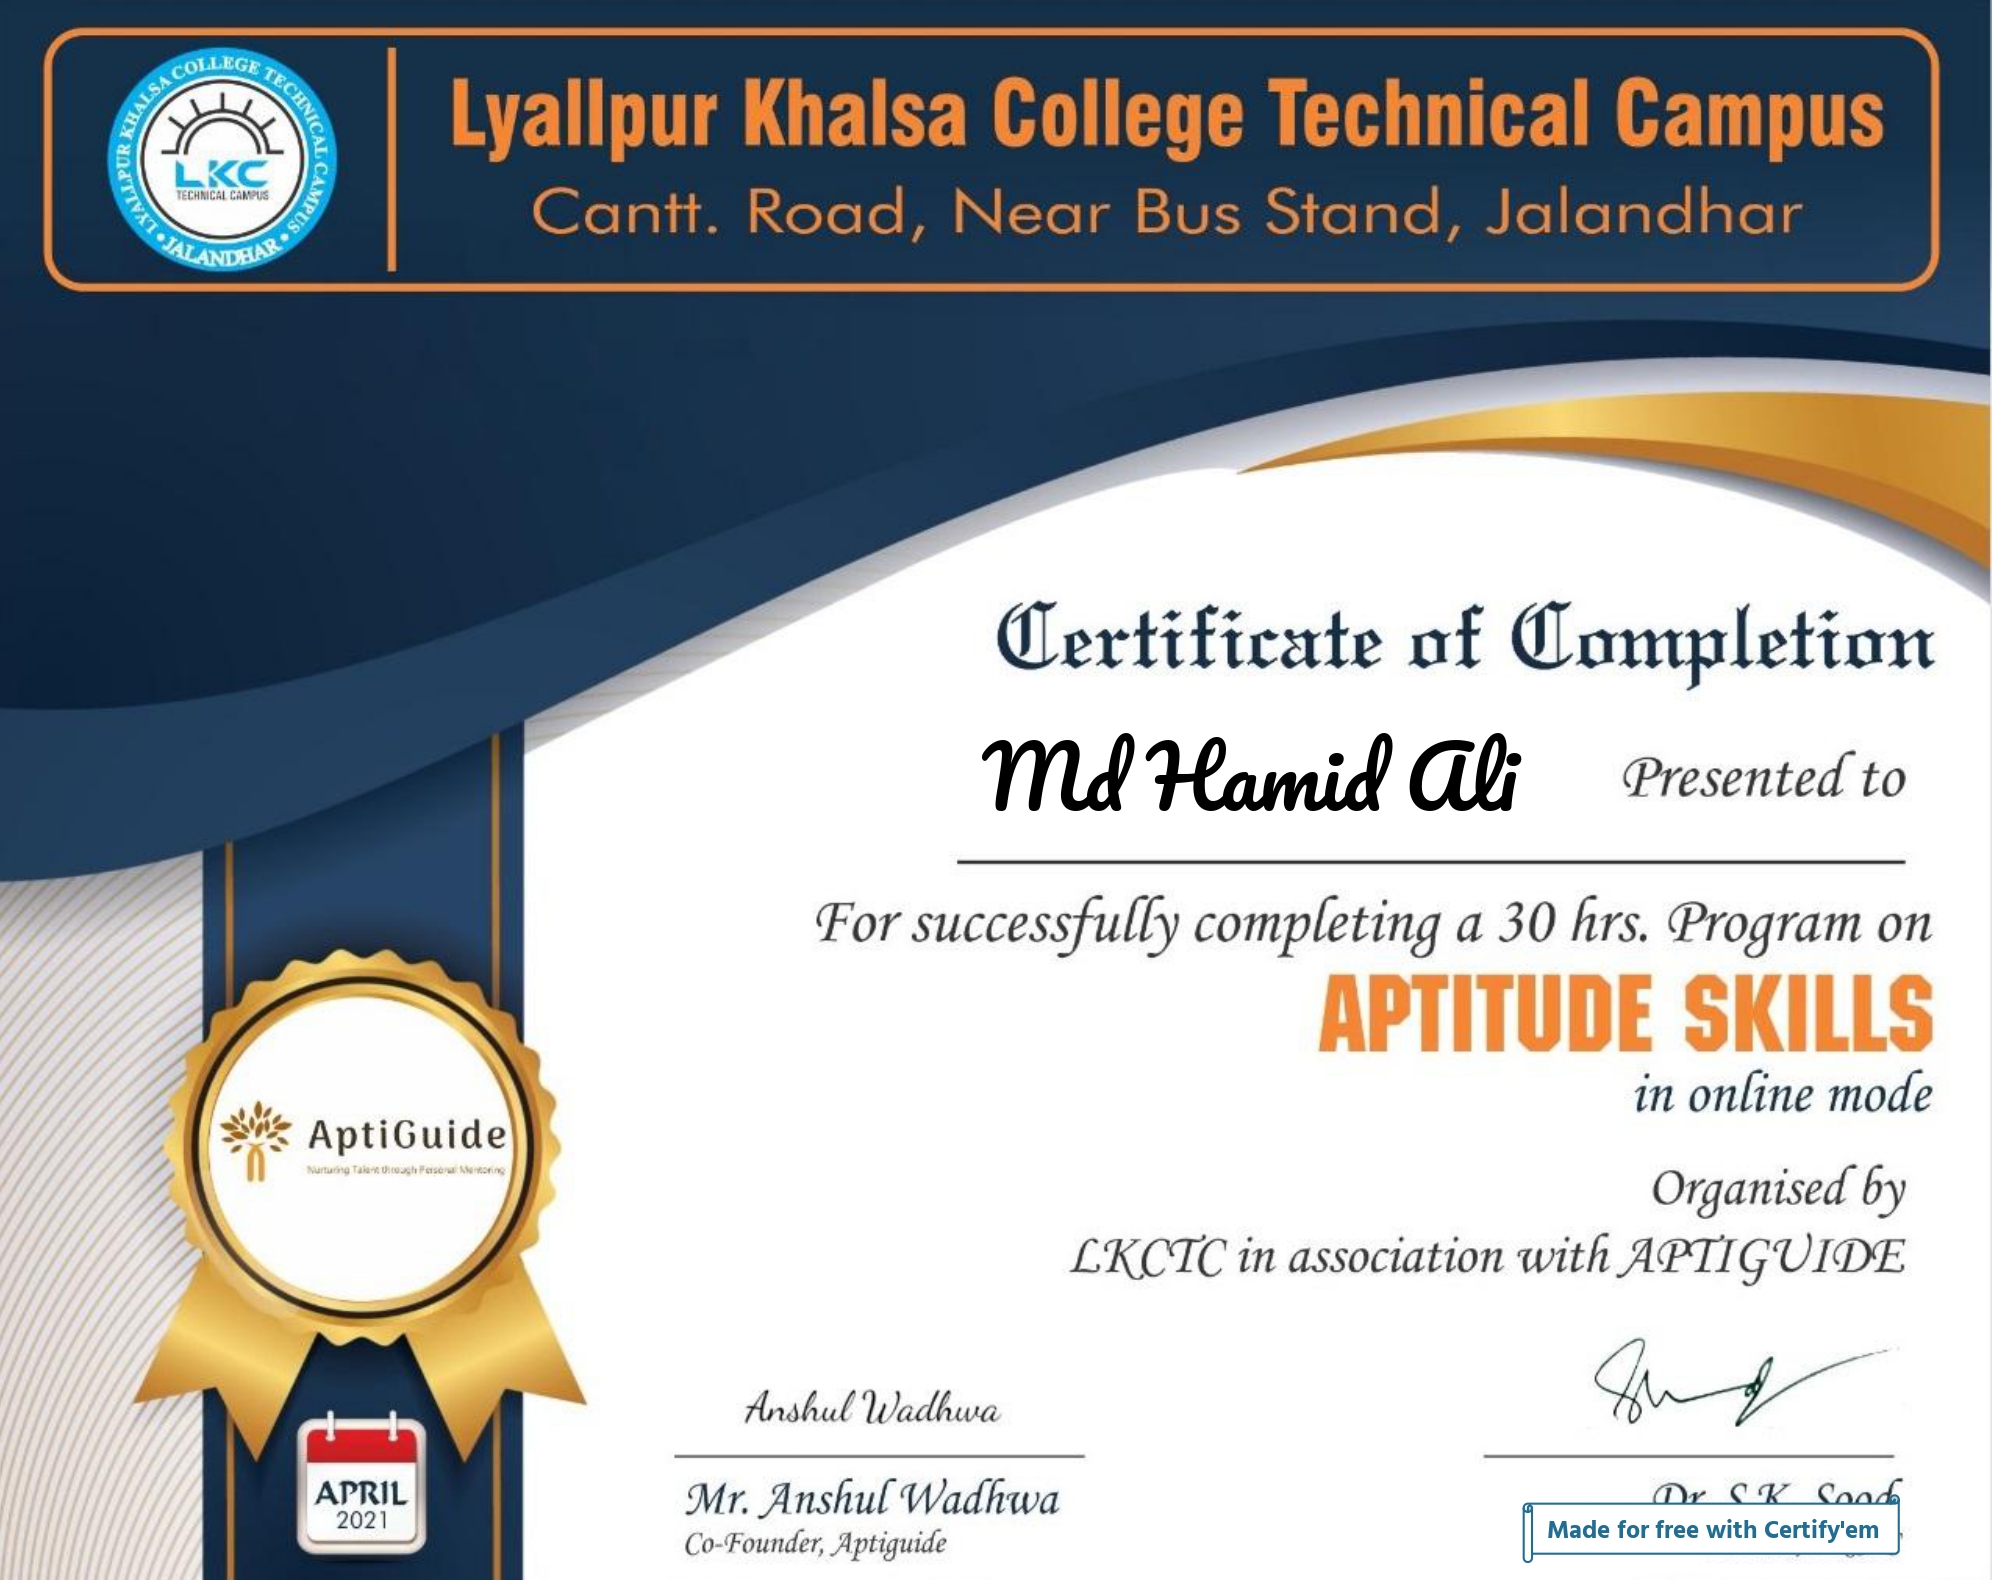 LYALLPUR KHALSA COLLEGE TECHNICAL CAMPUS
• JALANDHAR •
LKC
TECHNICAL CAMPUS
Lyallpur Khalsa College Technical Campus
Cantt. Road, Near Bus Stand, Jalandhar
Certificate of Completion
Md Hamid Ali Presented to
For successfully completing a 30 hrs. Program on
APTITUDE SKILLS
in online mode
AptiGuide
Nurturing Talent through Personal Mentoring
Organised by
LKCTC in association with APTIGUIDE
Anshul Wadhwa
APRIL
2021
Mr. Anshul Wadhwa
Co-Founder, Aptiguide
Dr. S.K. Sood
Made for free with Certify'em